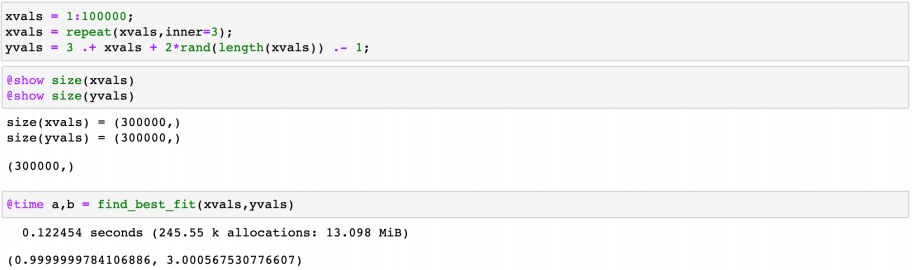 xvals = 1:100000;
xvals = repeat(xvals,inner=3);
yvals = 3 .+ xvals + 2*rand(length(xvals)) .- 1;
@show size(xvals)
@show size(yvals)
size(xvals) = (300000,)
size(yvals) = (300000,)
(300000,)
@time a,b = find_best_fit(xvals,yvals)
0.122454 seconds (245.55 k allocations: 13.098 MiB)
(0.9999999784106886, 3.000567530776607)